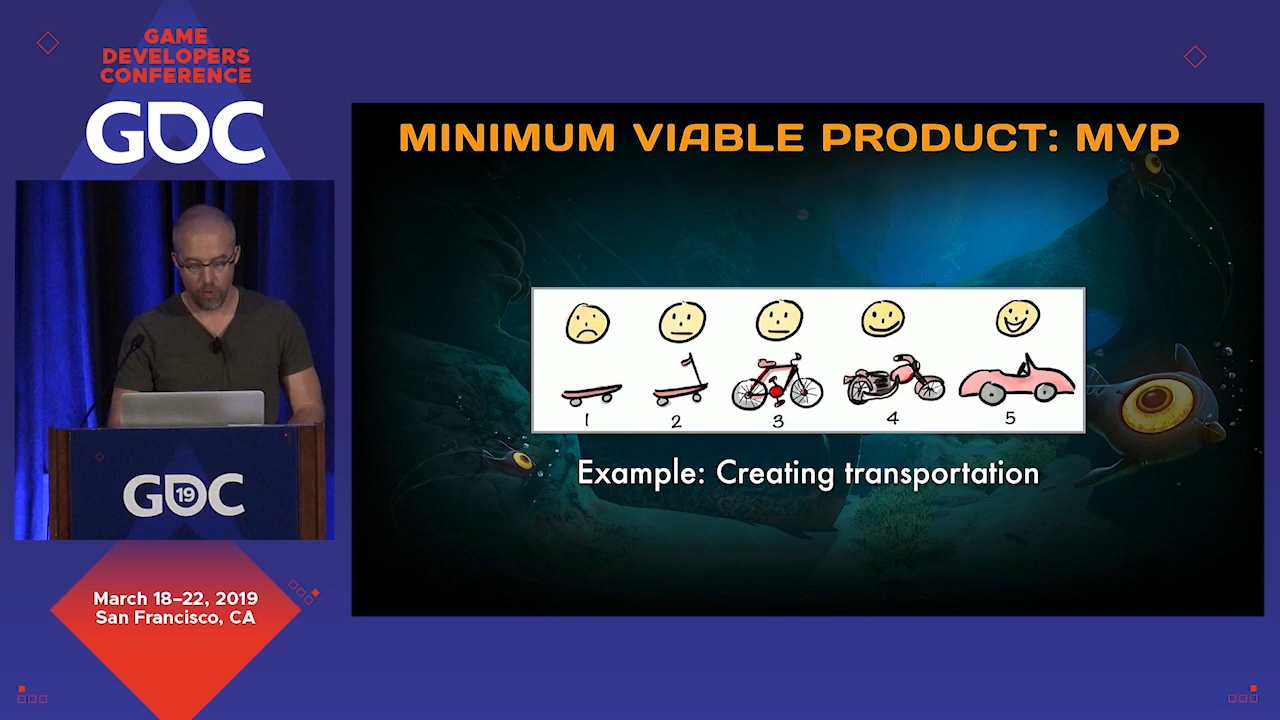 GAME
DEVELOPERS
CONFERENCE
GDC
MINIMUM VIABLE PRODUCT: MVP
1 2 3 4 5
Example: Creating transportation
GDC
19
March 18–22, 2019
San Francisco, CA